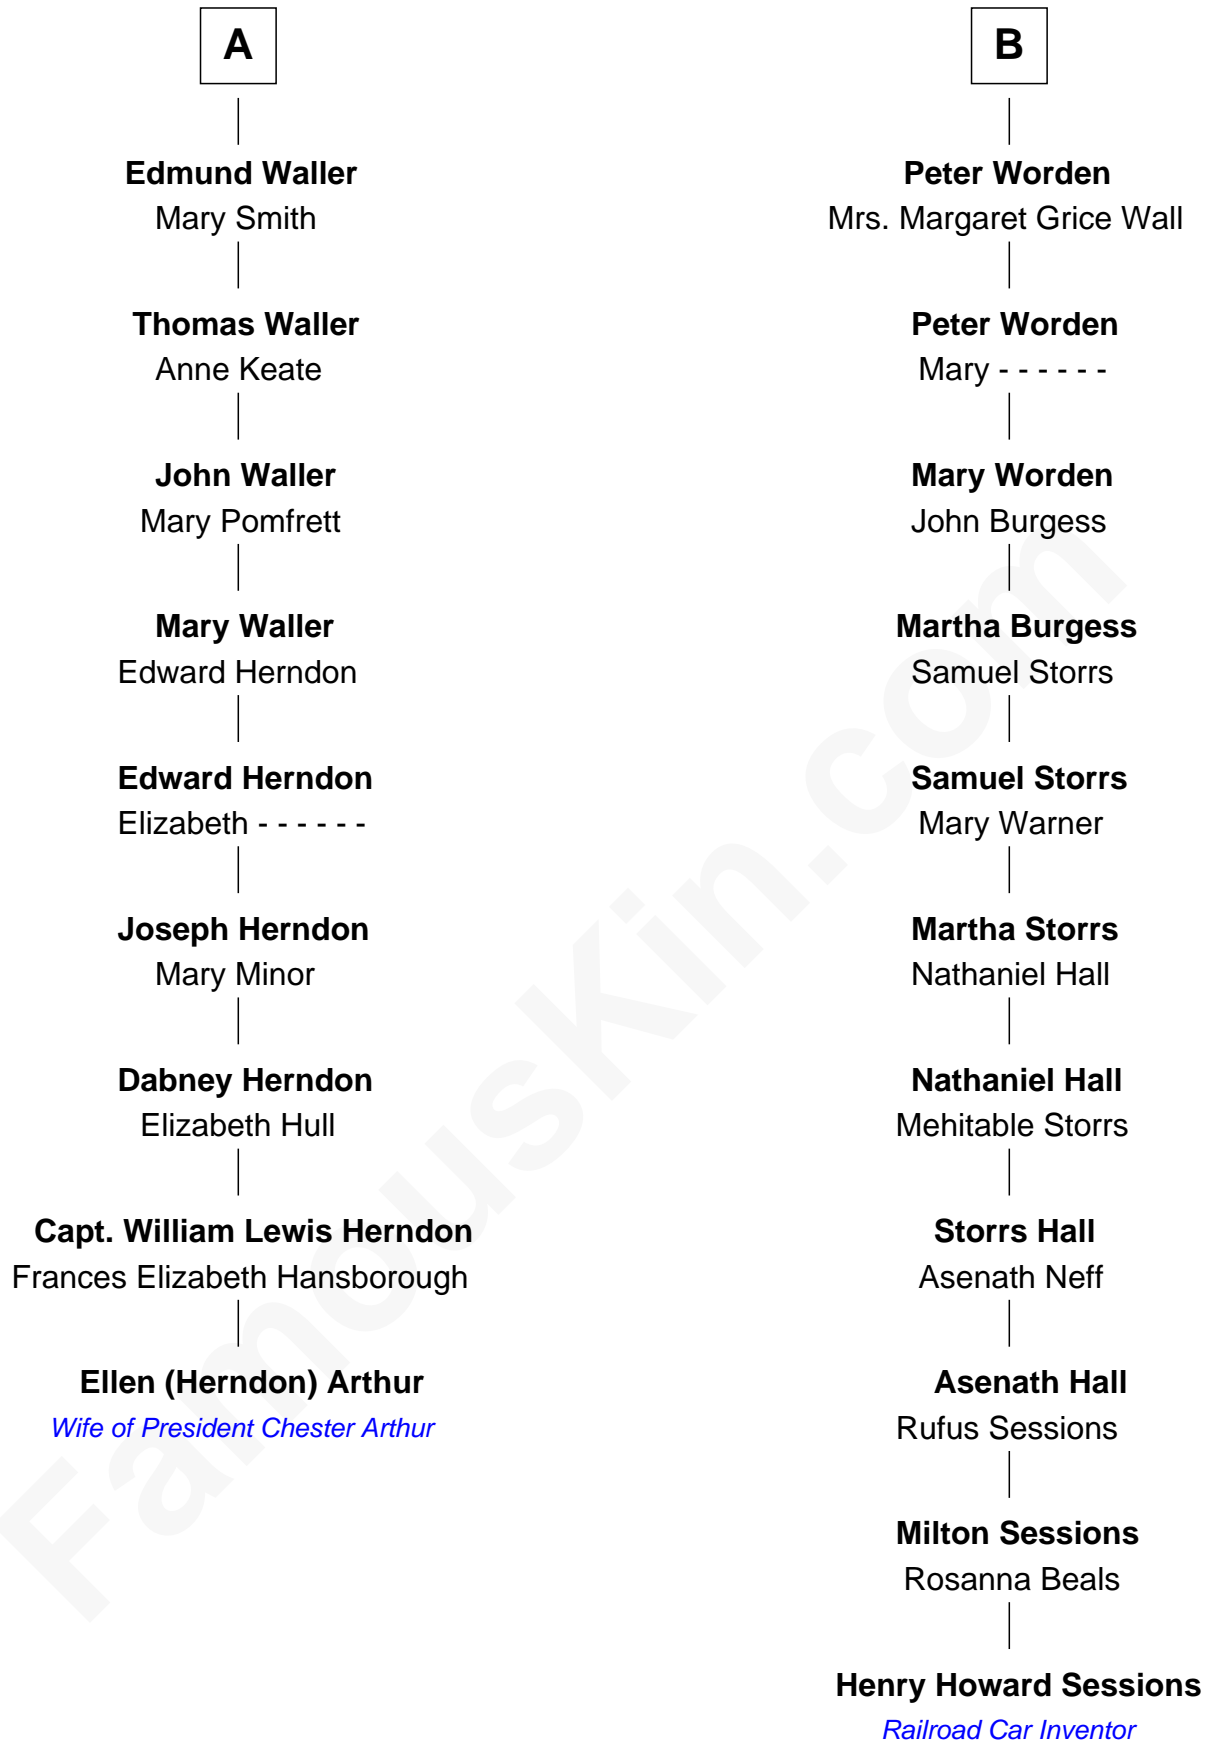 A
Edmund Waller
Mary Smith
Thomas Waller
Anne Keate
John Waller
Mary Pomfrett
Mary Waller
Edward Herndon
Edward Herndon
Elizabeth - - - - - -
Joseph Herndon
Mary Minor
Dabney Herndon
Elizabeth Hull
Capt. William Lewis Herndon
Frances Elizabeth Hansborough
Ellen (Herndon) Arthur
Wife of President Chester Arthur
B
Peter Worden
Mrs. Margaret Grice Wall
Peter Worden
Mary - - - - - -
Mary Worden
John Burgess
Martha Burgess
Samuel Storrs
Samuel Storrs
Mary Warner
Martha Storrs
Nathaniel Hall
Nathaniel Hall
Mehitable Storrs
Storrs Hall
Asenath Neff
Asenath Hall
Rufus Sessions
Milton Sessions
Rosanna Beals
Henry Howard Sessions
Railroad Car Inventor
FamousKin.com